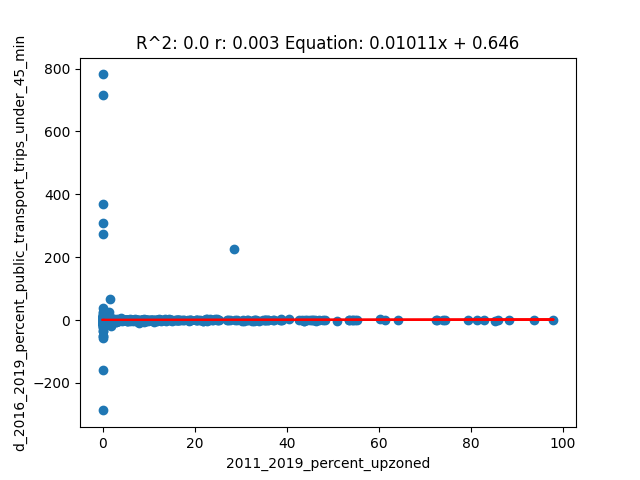 R^2: 0.0 r: 0.003 Equation: 0.01011x + 0.646
d_2016_2019_percent_public_transport_trips_under_45_min
800
600
400
200
0
−200
0 20 40 60 80 100
2011_2019_percent_upzoned